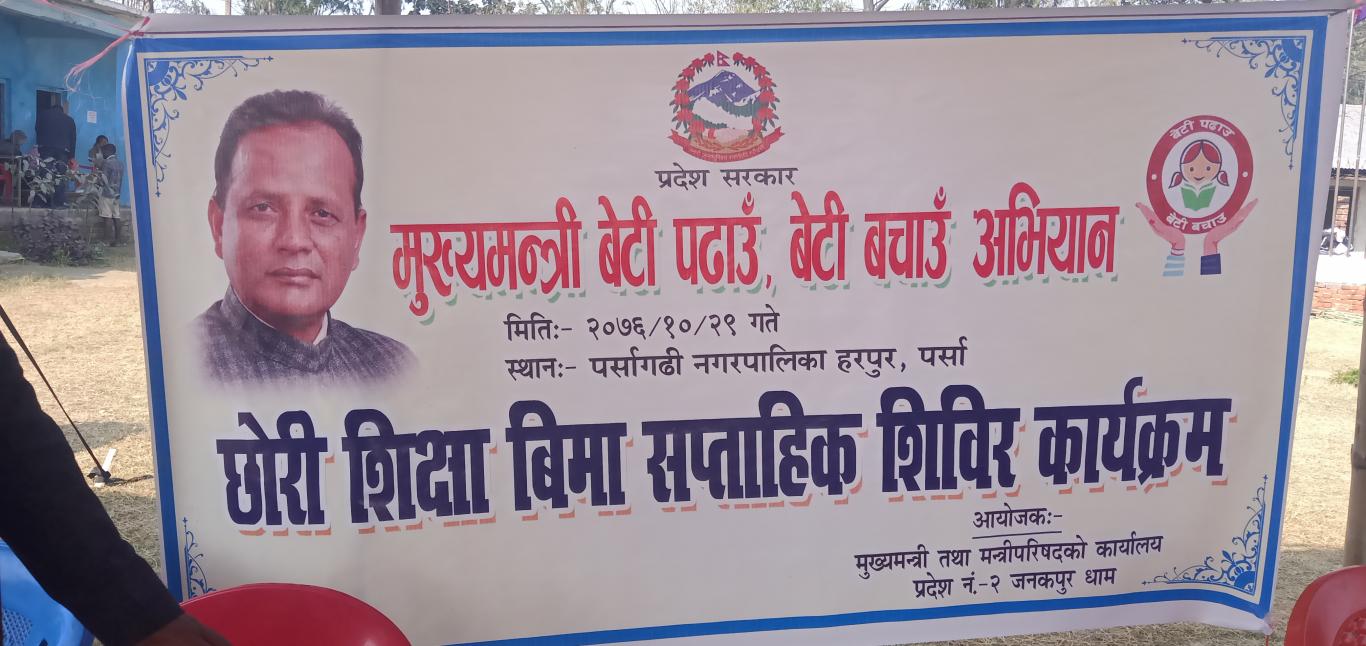 प्रदेश सरकार
बेटी पढाउ
बेटी बचाउ
मुख्यमन्त्री बेटी पढाउँ, बेटी बचाउँ अभियान
मितिः- २०७६/१०/२९ गते
स्थानः- पर्सागढी नगरपालिका हरपुर, पर्सा
छोरी शिक्षा बिमा सप्ताहिक शिविर कार्यक्रम
आयोजकः-
मुख्यमन्त्री तथा मन्त्रीपरिषदको कार्यालय
प्रदेश नं.-२ जनकपुर धाम